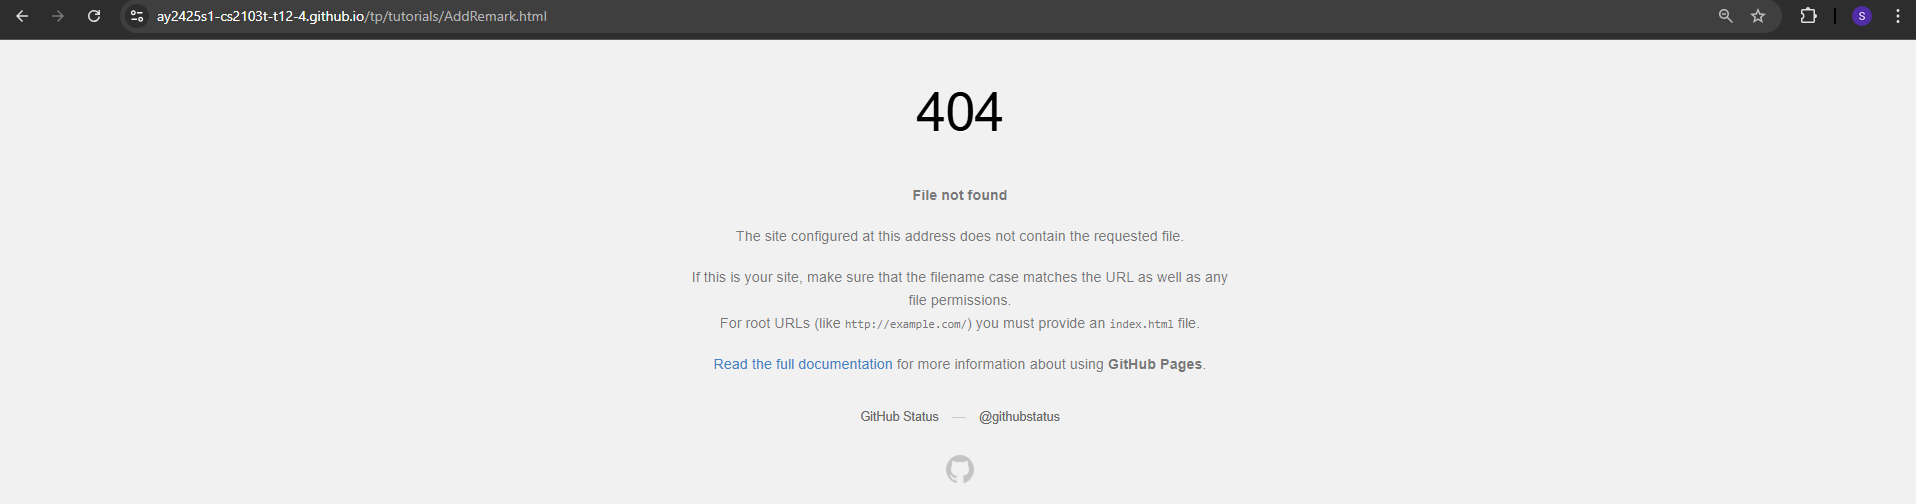 ay2425s1-cs2103t-t12-4.github.io/tp/tutorials/AddRemark.html
S
404
File not found
The site configured at this address does not contain the requested file.
If this is your site, make sure that the filename case matches the URL as well as any
file permissions.
For root URLs (like http://example.com/) you must provide an index.html file.
Read the full documentation for more information about using GitHub Pages.
GitHub Status — @githubstatus